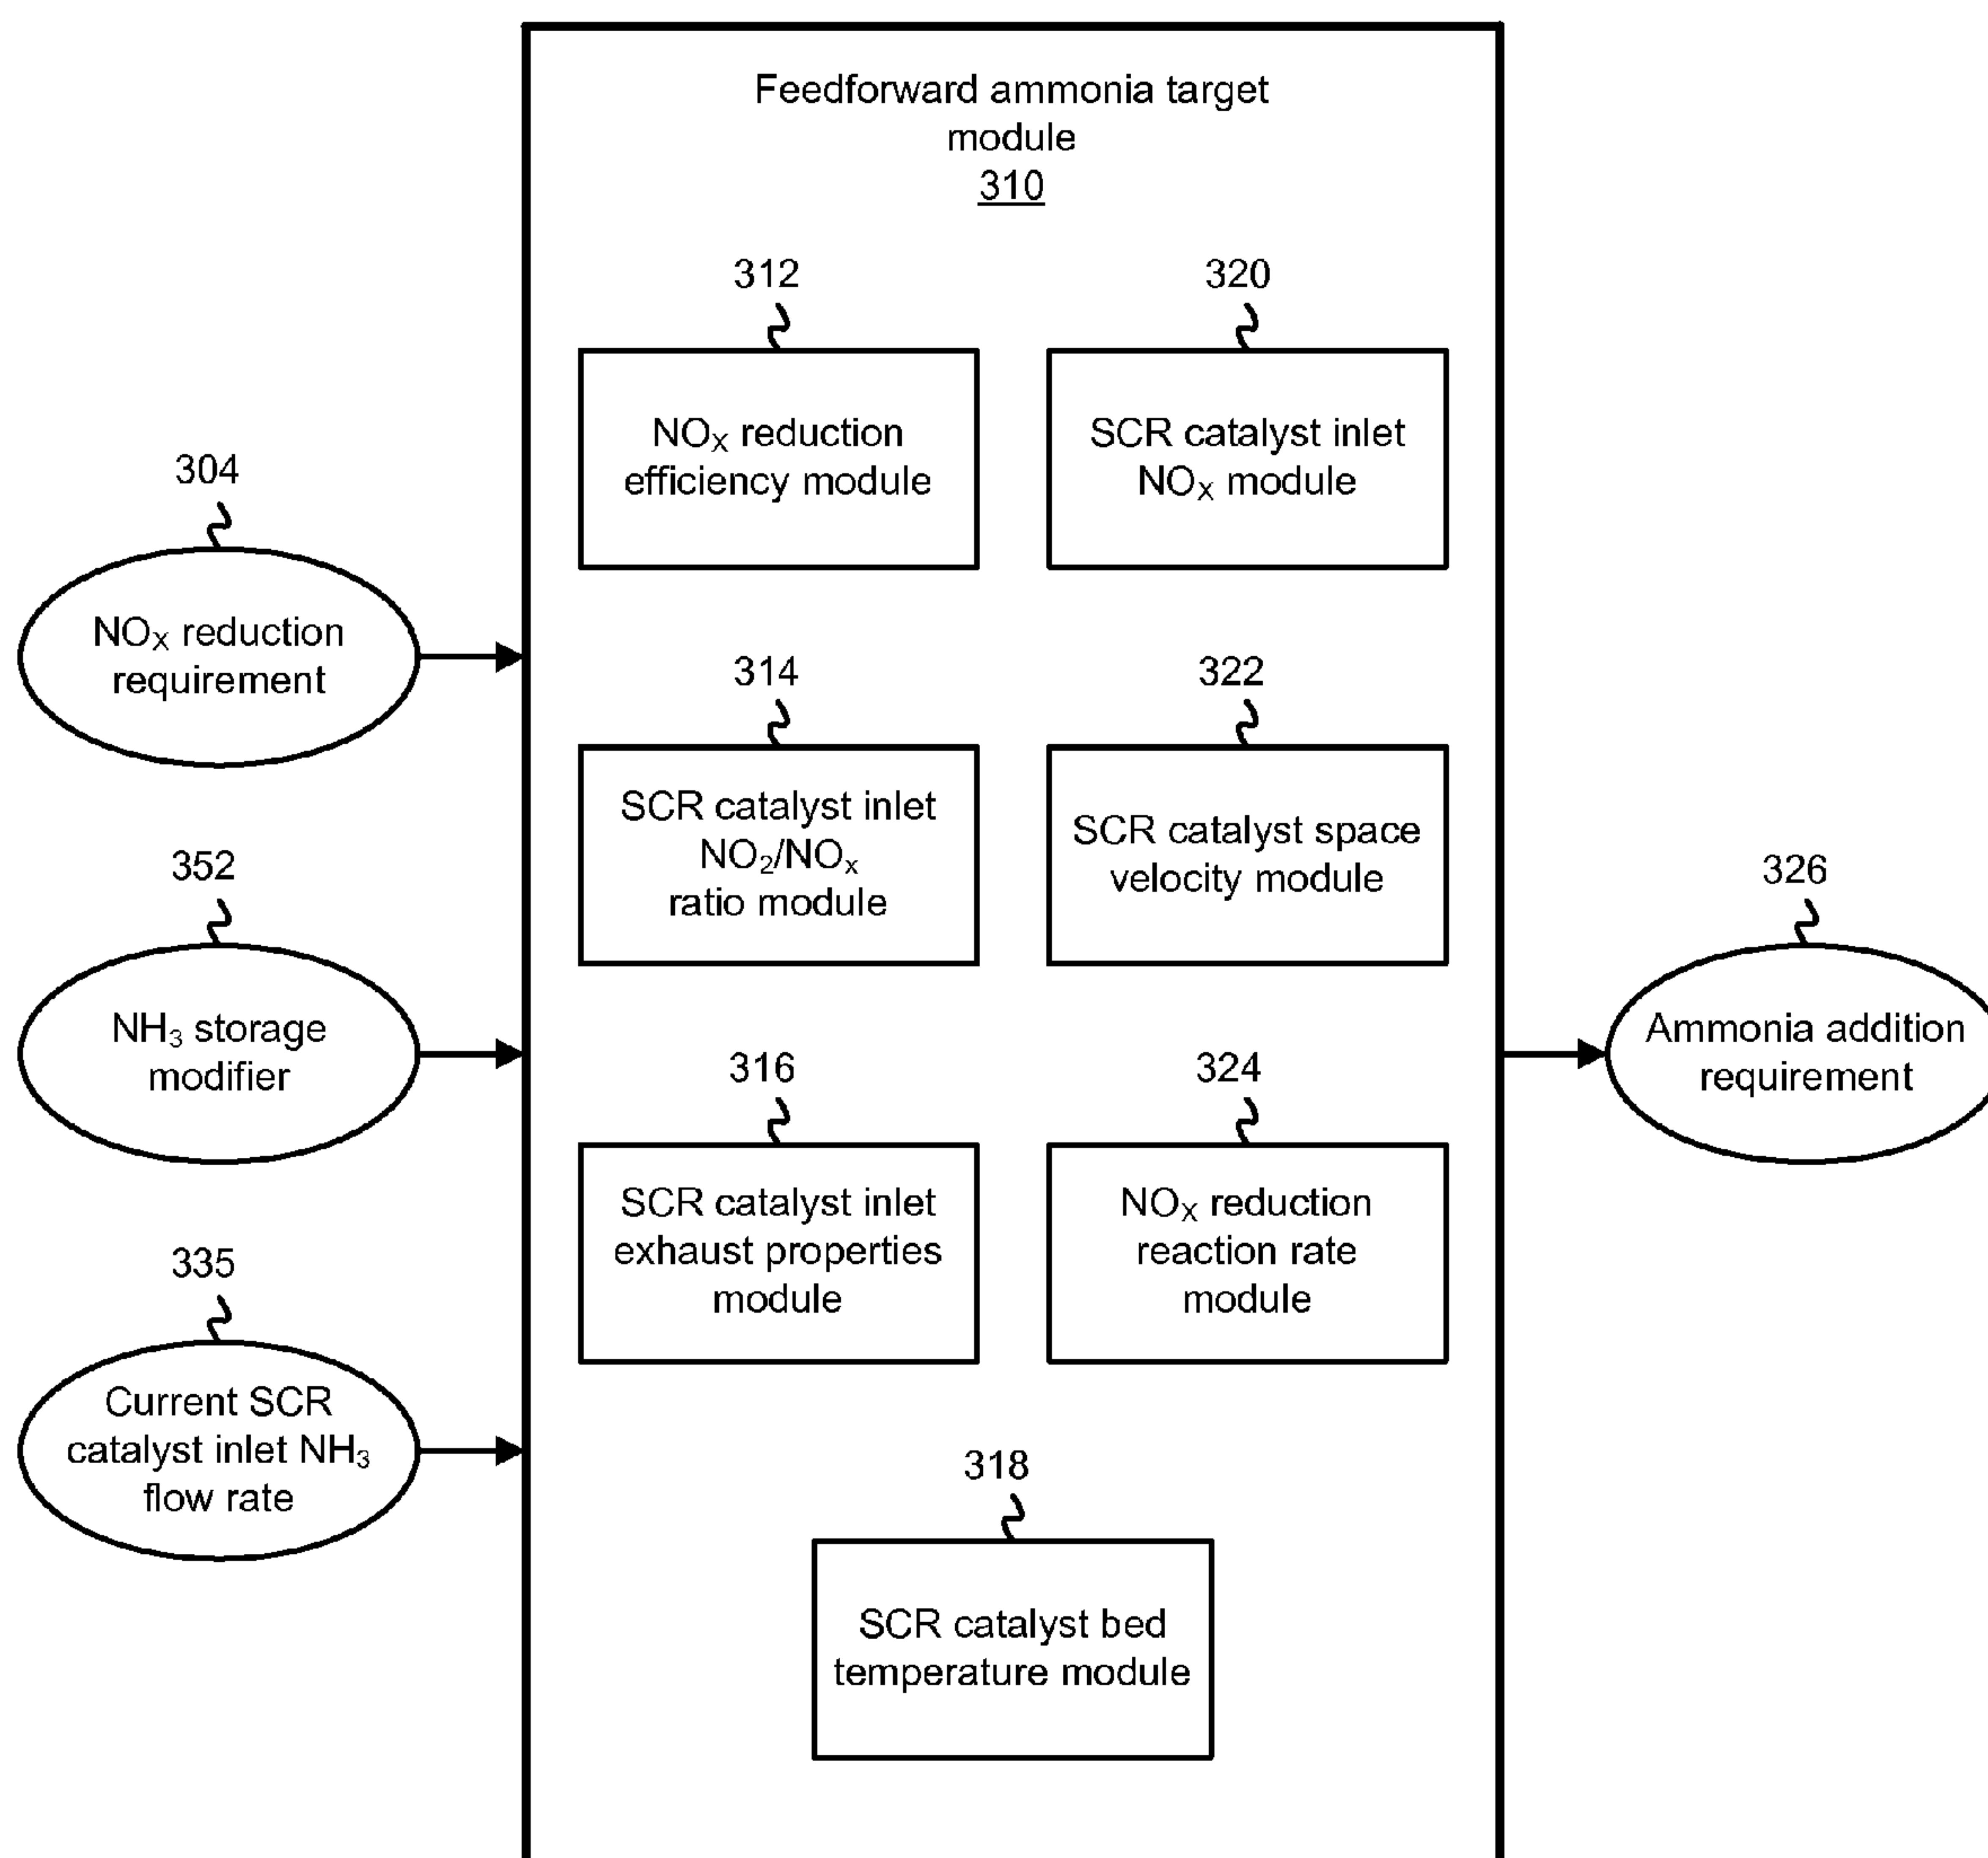 Feedforward ammonia target
module
310
312
320
NOX reduction
efficiency module
SCR catalyst inlet
NOX module
304
NOX reduction
requirement
314
322
SCR catalyst inlet
NO2/NOx
ratio module
SCR catalyst space
velocity module
352
NH3 storage
modifier
326
Ammonia addition
requirement
316
324
SCR catalyst inlet
exhaust properties
module
NOX reduction
reaction rate
module
335
Current SCR
catalyst inlet NH3
flow rate
318
SCR catalyst bed
temperature module